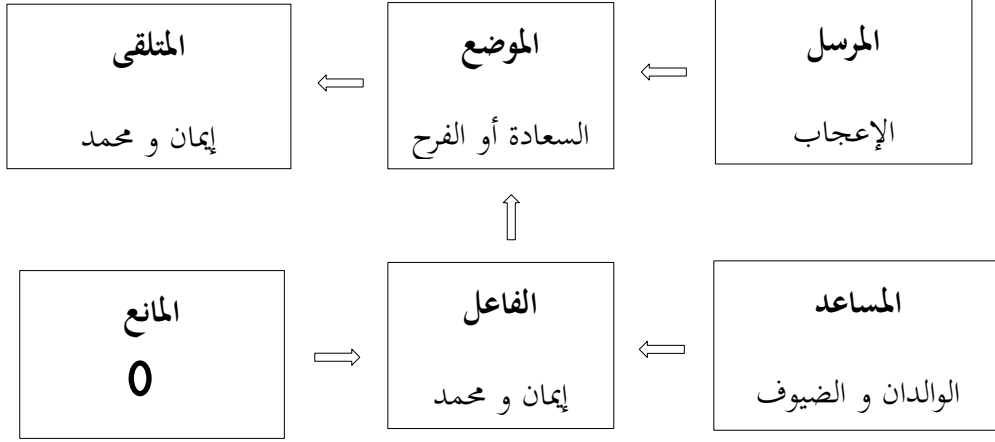 المرسل
الإعجاب
الموضع
السعادة أو الفرح
المتلقى
إيمان و محمد
المساعد
الوالدان و الضيوف
الفاعل
إيمان و محمد
المانع
0